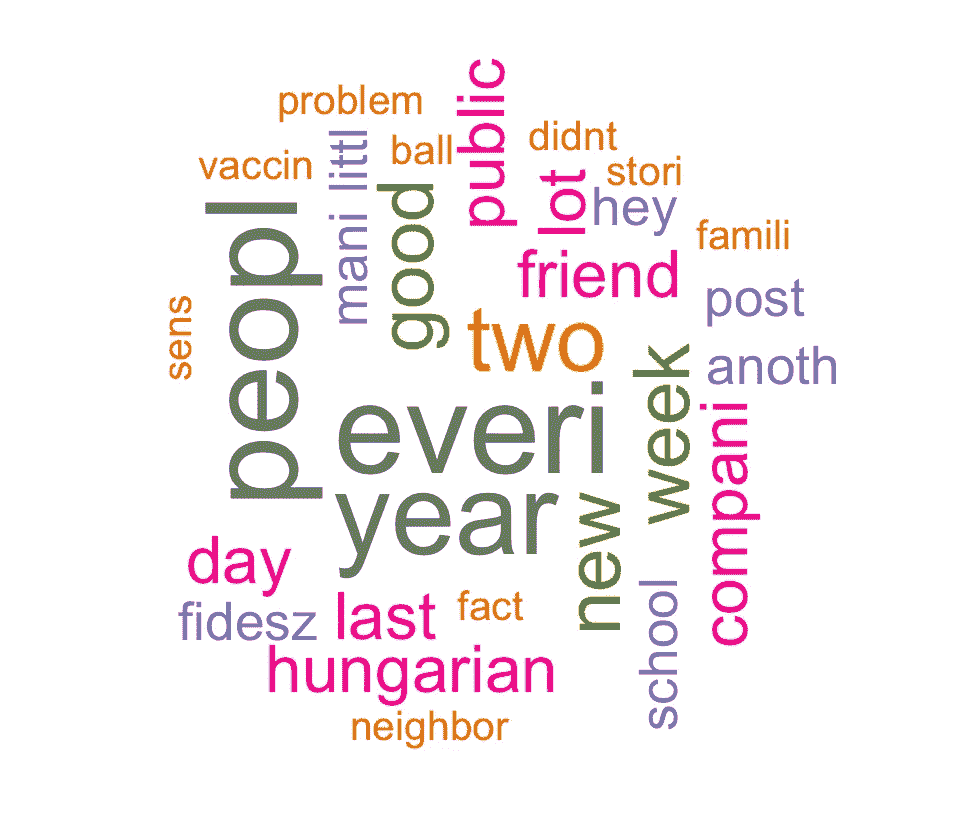 public
problem
didnt
ball
littl
vaccin
stori
lot
hey
good
mani
peopl
famili
friend
post
sens
two
anoth
week
everi
compani
year
new
day
school
fidesz
last
fact
hungarian
neighbor